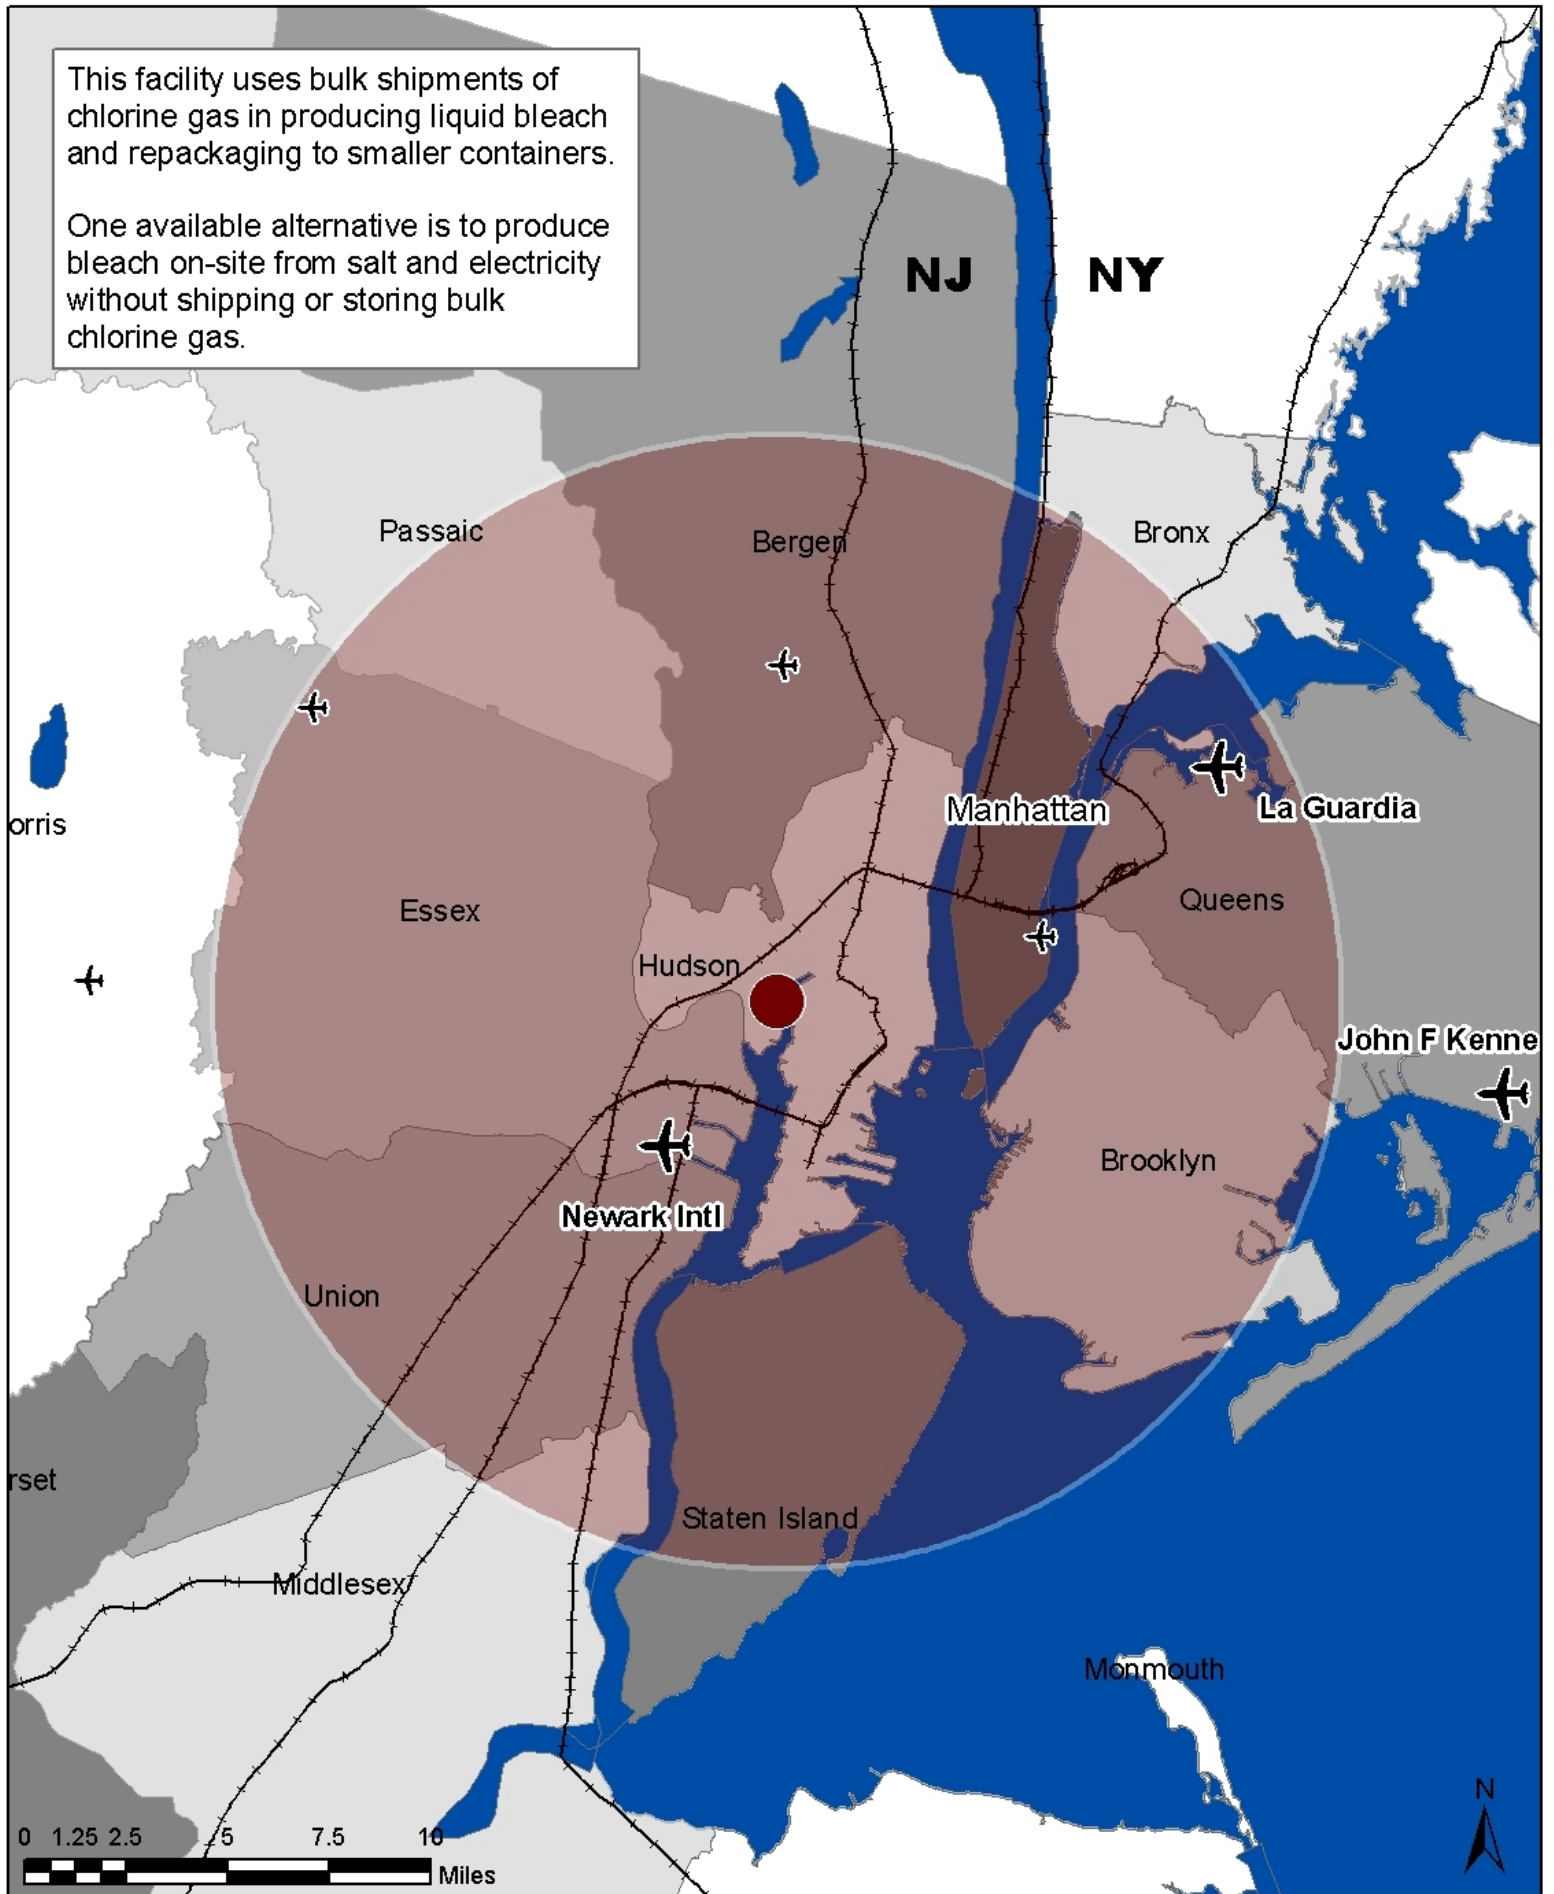 This facility uses bulk shipments of
chlorine gas in producing liquid bleach
and repackaging to smaller containers.
One available alternative is to produce
bleach on-site from salt and electricity
without shipping or storing bulk
chlorine gas.
NJ NY
Passaic
Bergen
Bronx
Manhattan
La Guardia
orris
Essex
Queens
Hudson
John F Kenne
Brooklyn
Newark Intl
Union
rset
Staten Island
Middlesex
Monmouth
N
0 1.25 2.5 5 7.5 10
Miles